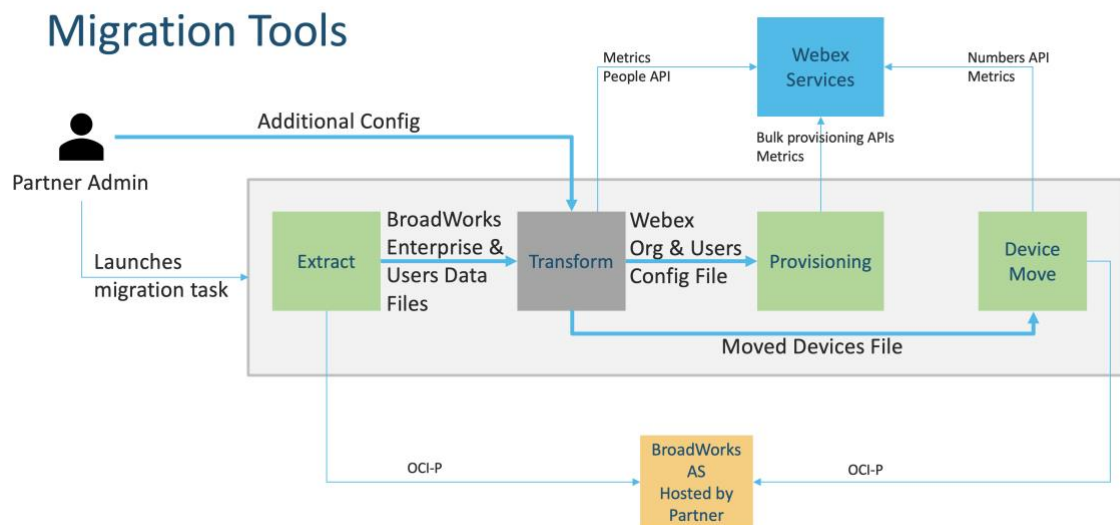 Migration Tools
Metrics
People API
Webex
Services
Numbers API
Metrics
Additional Config
Bulk provisioning APIs
Metrics
Partner Admin
Launches
migration task
Extract
BroadWorks
Enterprise &
Users Data
Files
Transform
Webex
Org & Users
Config File
Provisioning
Device
Move
Moved Devices File
OCI-P
BroadWorks
AS
Hosted by
Partner
OCI-P